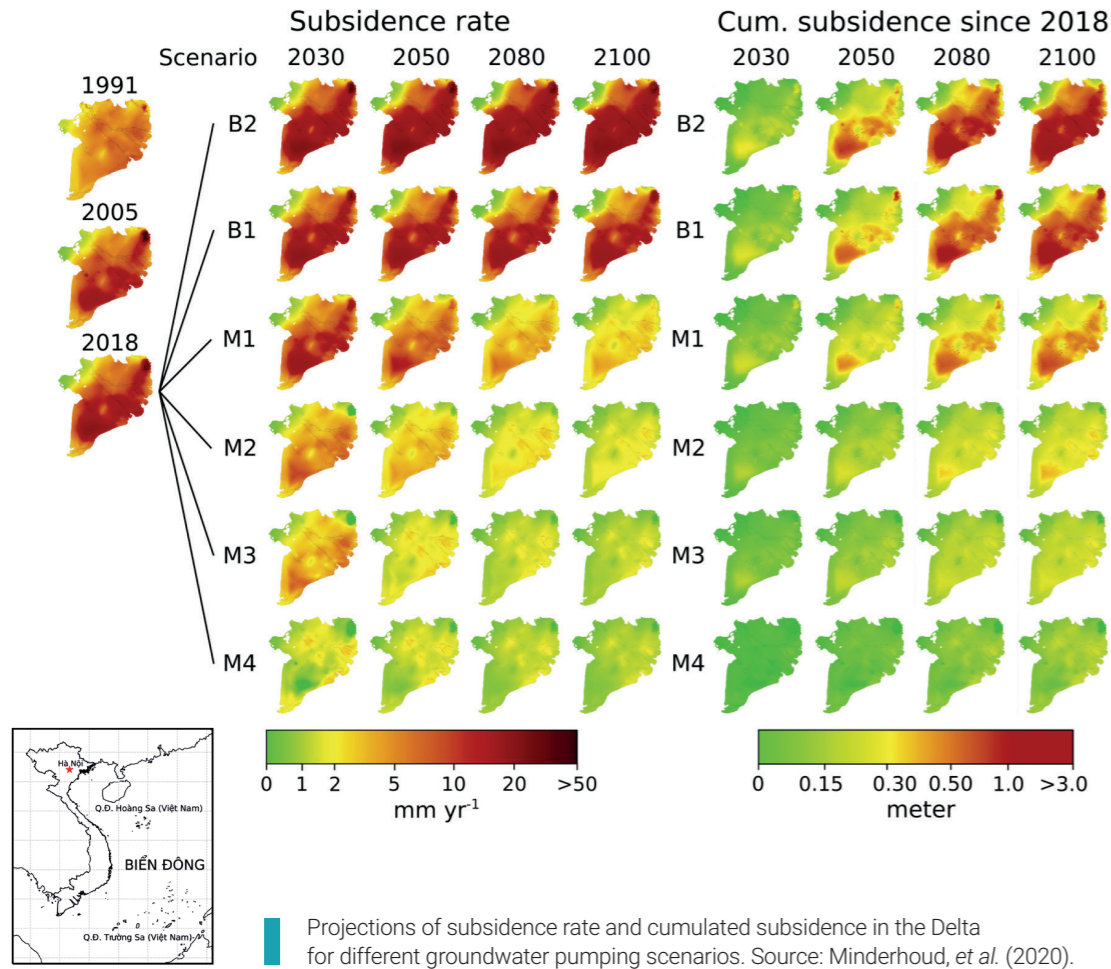 Subsidence rate
Cum. subsidence since 2018
Scenario 2030 2050 2080 2100
2030 2050 2080 2100
1991
2005
2018
B2
B1
M1
M2
M3
M4
B2
B1
M1
M2
M3
M4
0 1 2 5 10 20 >50
mm yr⁻¹
0 0.15 0.30 0.50 1.0 >3.0
meter
Hà Nội
Q.Đ. Hoàng Sa (Việt Nam)
BIỂN ĐÔNG
Q.Đ. Trường Sa (Việt Nam)
Projections of subsidence rate and cumulated subsidence in the Delta
for different groundwater pumping scenarios. Source: Minderhoud, et al. (2020).